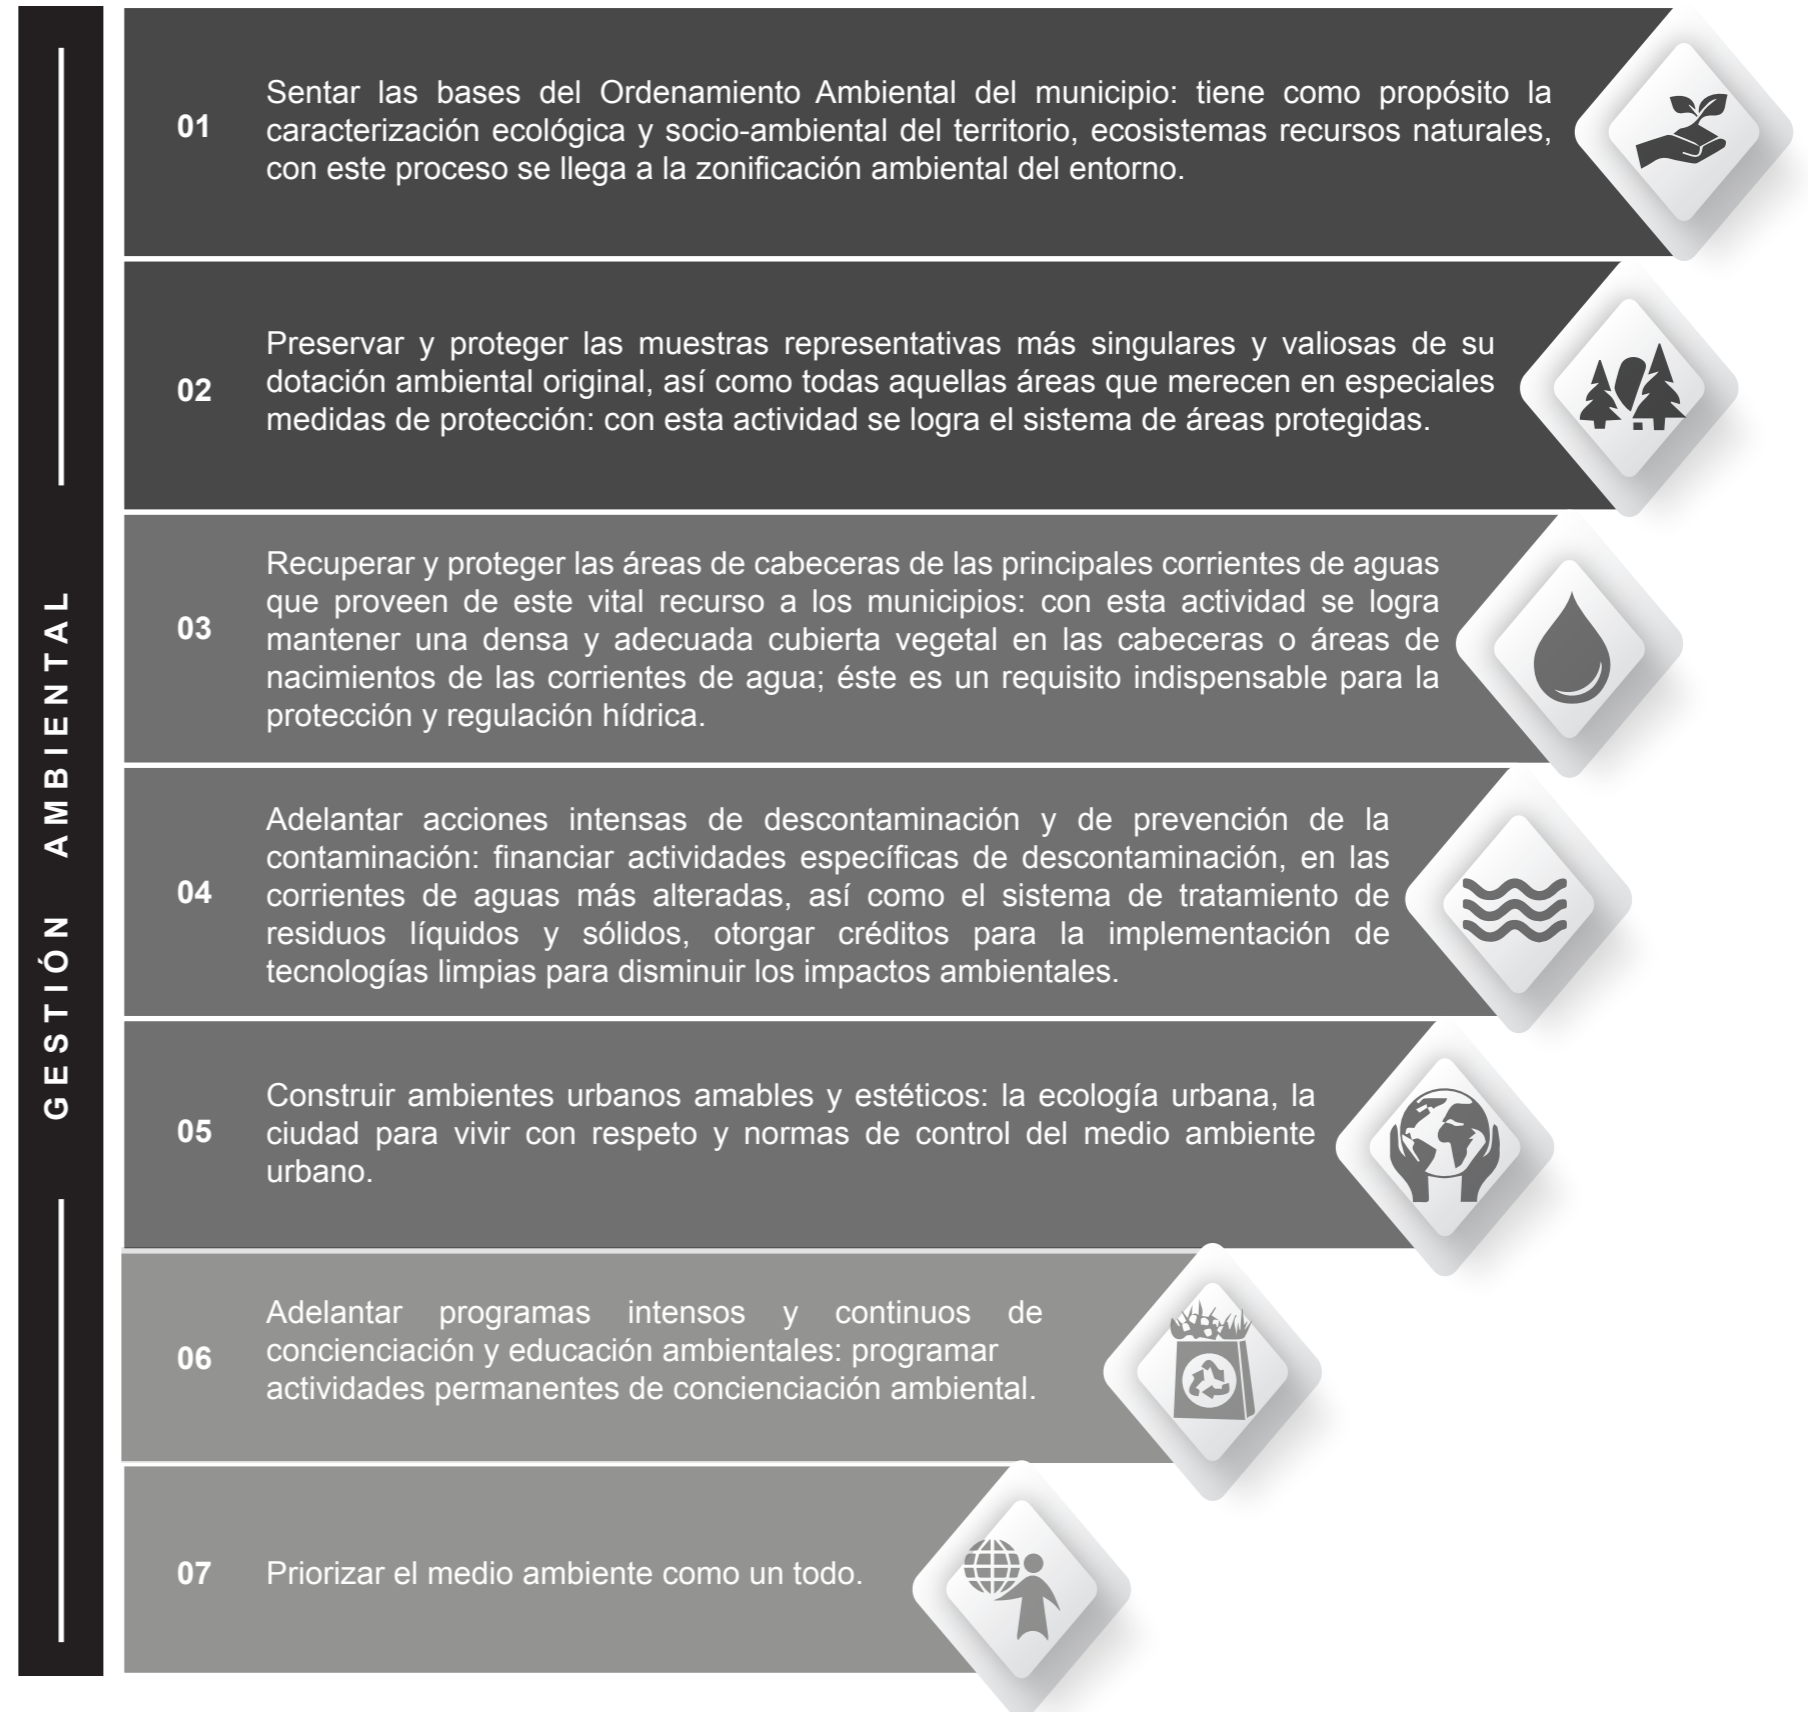 GESTIÓN AMBIENTAL
01
Sentar las bases del Ordenamiento Ambiental del municipio: tiene como propósito la
caracterización ecológica y socio-ambiental del territorio, ecosistemas recursos naturales,
con este proceso se llega a la zonificación ambiental del entorno.
02
Preservar y proteger las muestras representativas más singulares y valiosas de su
dotación ambiental original, así como todas aquellas áreas que merecen en especiales
medidas de protección: con esta actividad se logra el sistema de áreas protegidas.
03
Recuperar y proteger las áreas de cabeceras de las principales corrientes de aguas
que proveen de este vital recurso a los municipios: con esta actividad se logra
mantener una densa y adecuada cubierta vegetal en las cabeceras o áreas de
nacimientos de las corrientes de agua; éste es un requisito indispensable para la
protección y regulación hídrica.
04
Adelantar acciones intensas de descontaminación y de prevención de la
contaminación: financiar actividades específicas de descontaminación, en las
corrientes de aguas más alteradas, así como el sistema de tratamiento de
residuos líquidos y sólidos, otorgar créditos para la implementación de
tecnologías limpias para disminuir los impactos ambientales.
05
Construir ambientes urbanos amables y estéticos: la ecología urbana, la
ciudad para vivir con respeto y normas de control del medio ambiente
urbano.
06
Adelantar programas intensos y continuos de
concienciación y educación ambientales: programar
actividades permanentes de concienciación ambiental.
07
Priorizar el medio ambiente como un todo.